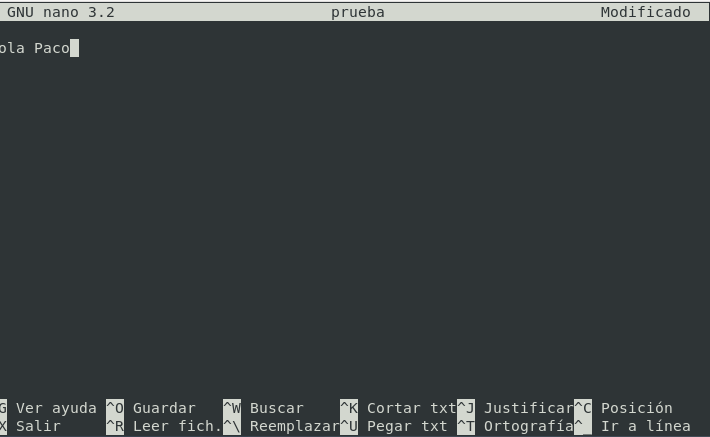 GNU nano 3.2 prueba Modificado
ola Paco
G Ver ayuda ^O Guardar ^W Buscar ^K Cortar txt ^J Justificar ^C Posición
X Salir ^R Leer fich. ^\ Reemplazar ^U Pegar txt ^T Ortografía ^_ Ir a línea